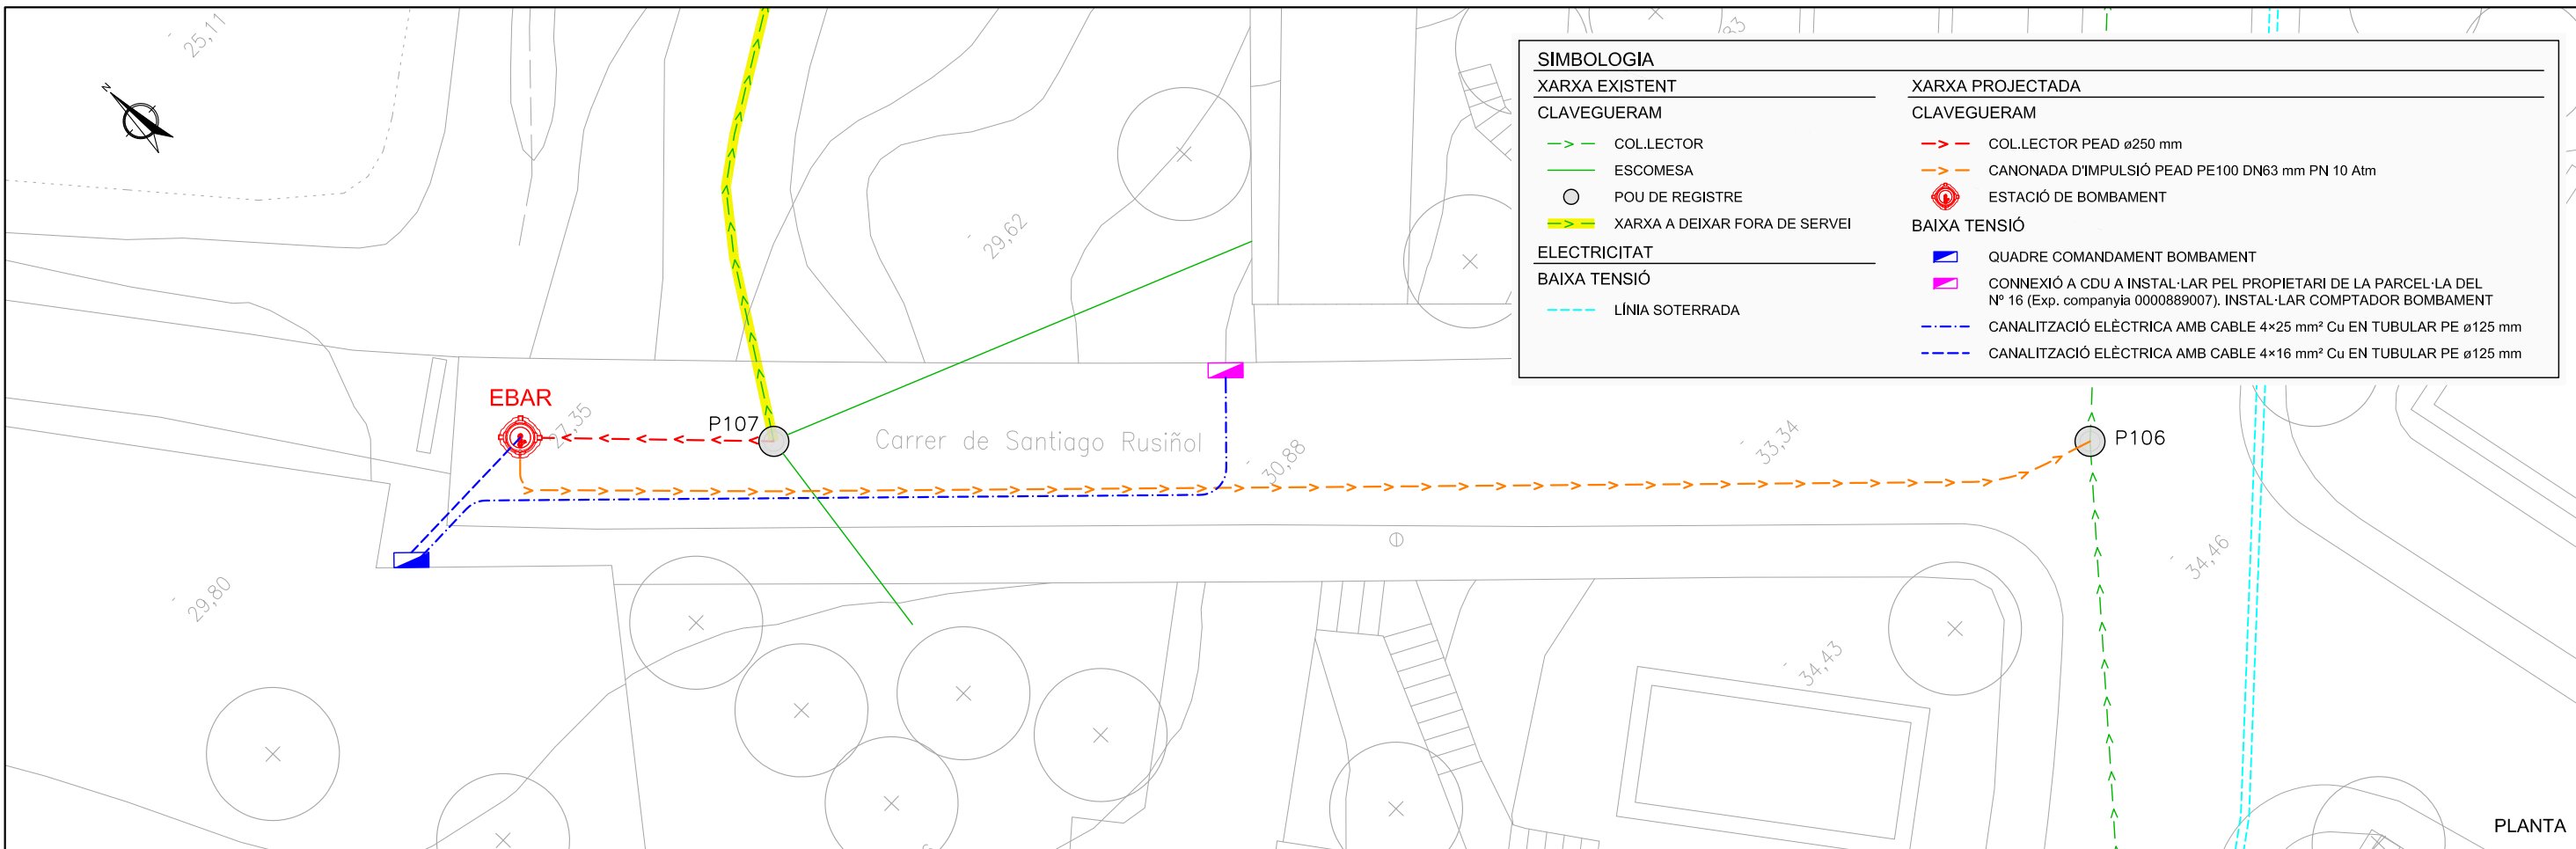 25,11
N
29,62
33
SIMBOLOGIA
XARXA EXISTENT
CLAVEGUERAM
COL.LECTOR
ESCOMESA
POU DE REGISTRE
XARXA A DEIXAR FORA DE SERVEI
ELECTRICITAT
BAIXA TENSIÓ
LÍNIA SOTERRADA
XARXA PROJECTADA
CLAVEGUERAM
COL.LECTOR PEAD ø250 mm
CANONADA D'IMPULSIÓ PEAD PE100 DN63 mm PN 10 Atm
ESTACIÓ DE BOMBAMENT
BAIXA TENSIÓ
QUADRE COMANDAMENT BOMBAMENT
CONNEXIÓ A CDU A INSTAL·LAR PEL PROPIETARI DE LA PARCEL·LA DEL
Nº 16 (Exp. companyia 0000889007). INSTAL·LAR COMPTADOR BOMBAMENT
CANALITZACIÓ ELÈCTRICA AMB CABLE 4×25 mm² Cu EN TUBULAR PE ø125 mm
CANALITZACIÓ ELÈCTRICA AMB CABLE 4×16 mm² Cu EN TUBULAR PE ø125 mm
EBAR
27,35
P107
Carrer de Santiago Rusiñol
30,88
33,34
P106
29,80
34,46
34,43
PLANTA